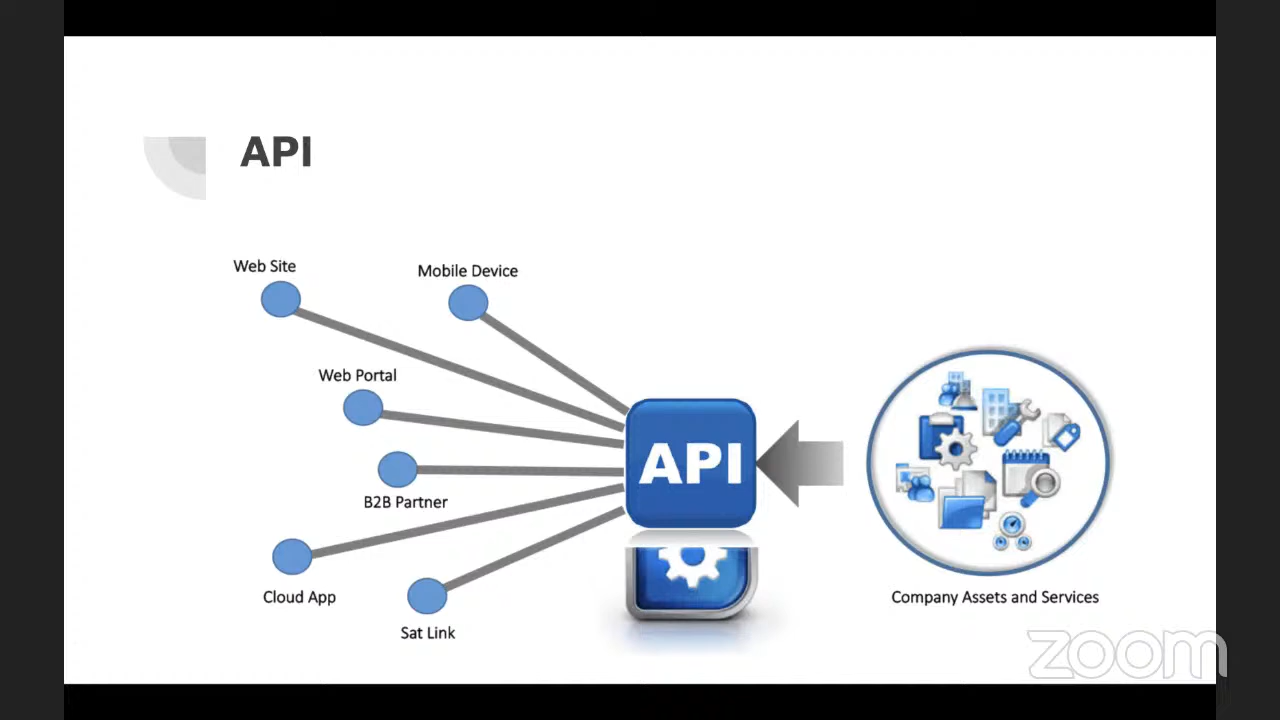 API
Web Site
Mobile Device
Web Portal
API
B2B Partner
Cloud App
Company Assets and Services
Sat Link
zoom